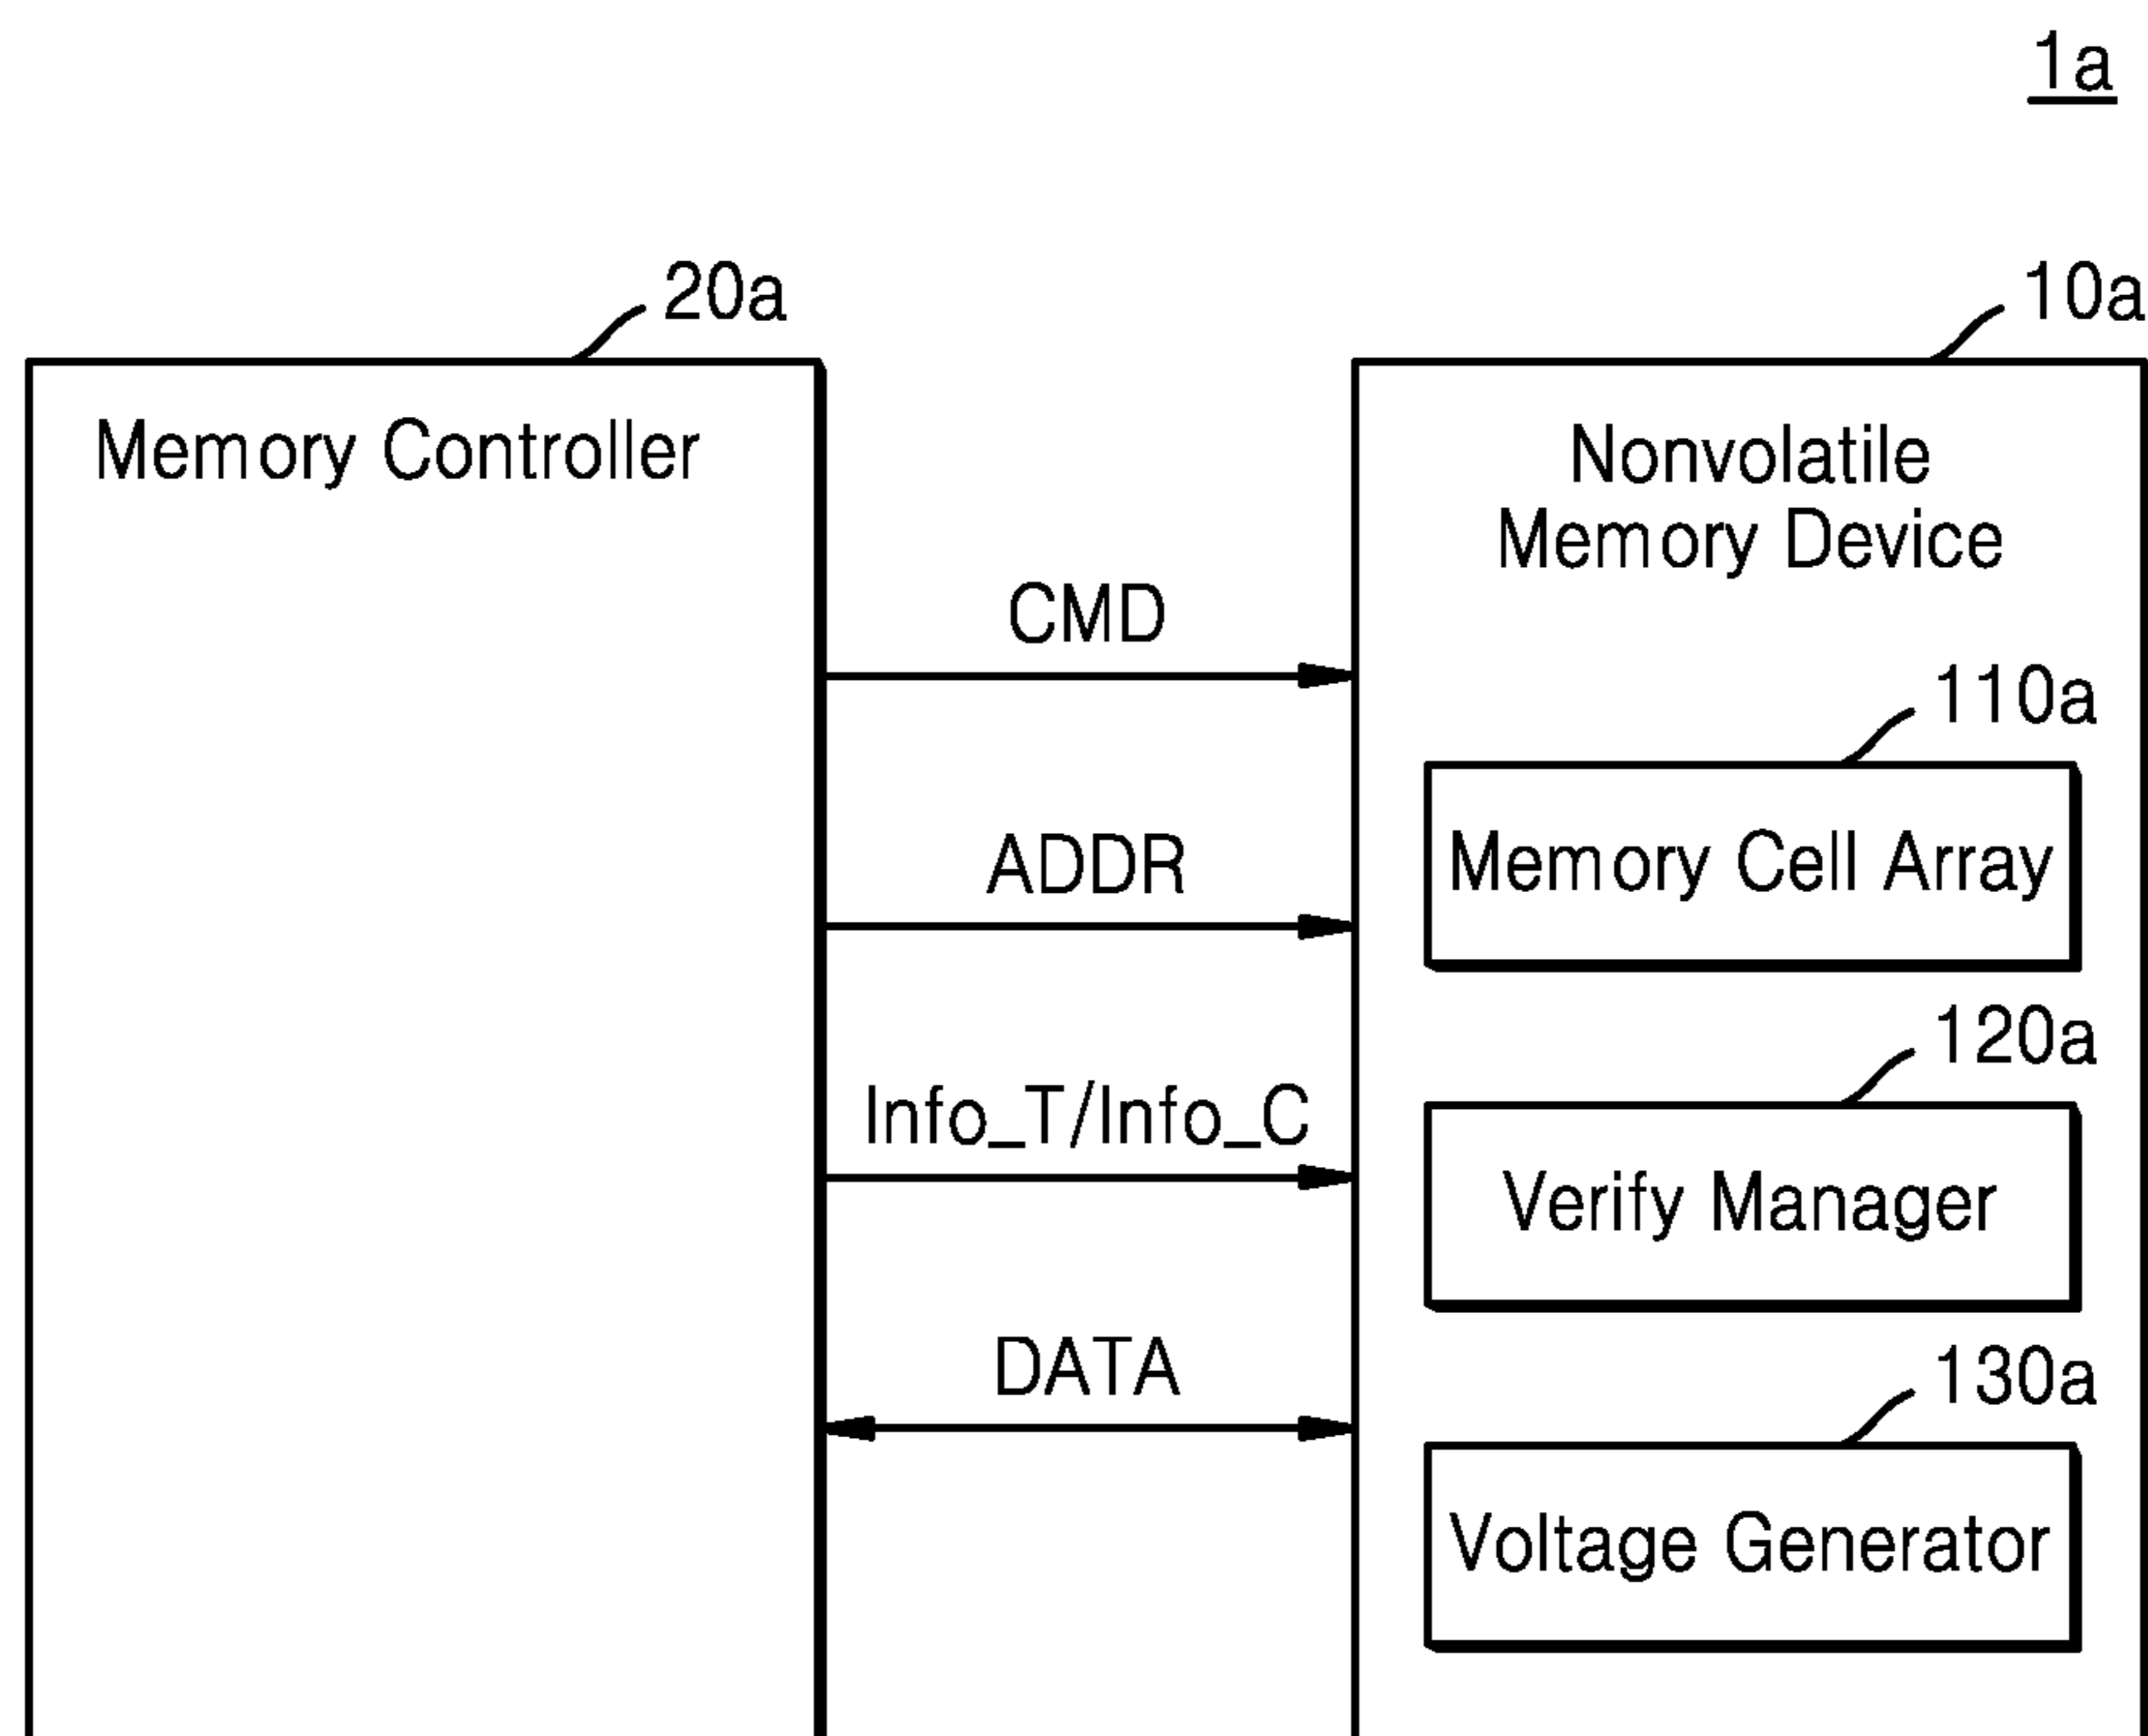 1a
20a
10a
Memory Controller
Nonvolatile
Memory Device
CMD
110a
ADDR
Memory Cell Array
120a
Info_T/Info_C
Verify Manager
DATA
130a
Voltage Generator